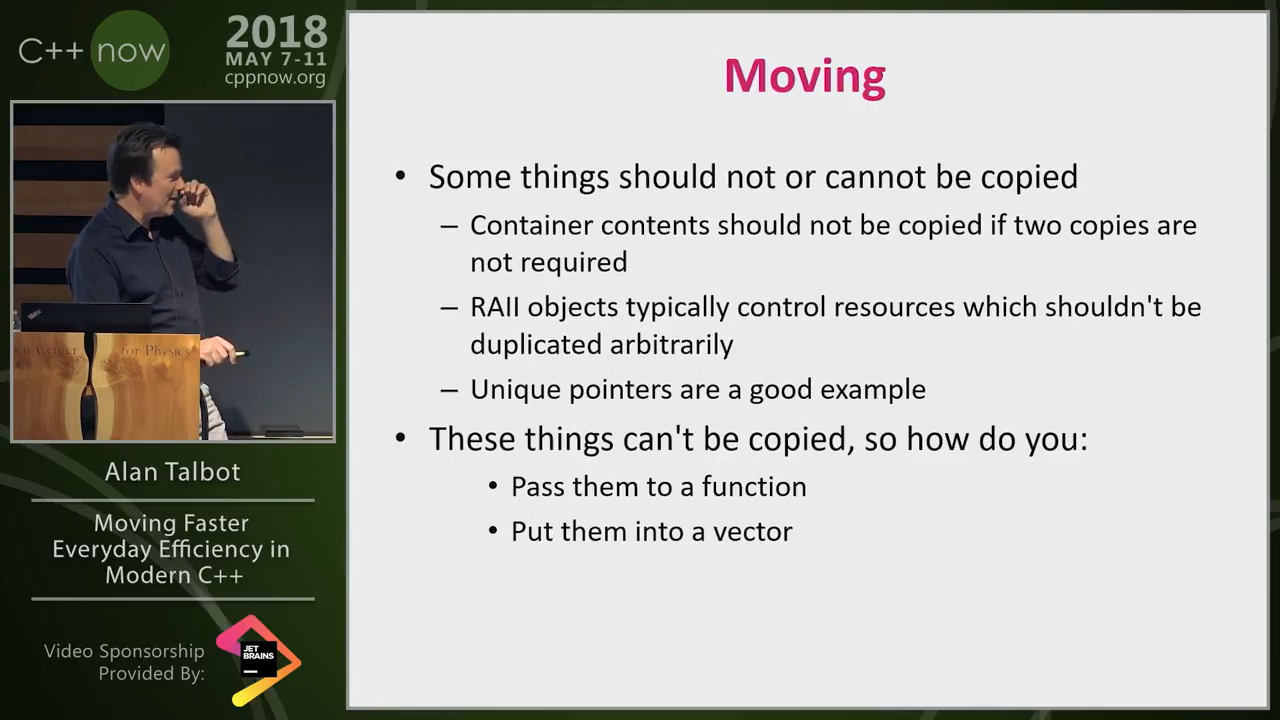 C++ now
2018
MAY 7-11
cppnow.org
for Physics
Alan Talbot
Moving Faster
Everyday Efficiency in
Modern C++
Video Sponsorship
Provided By:
JET
BRAINS
Moving
• Some things should not or cannot be copied
– Container contents should not be copied if two copies are
not required
– RAII objects typically control resources which shouldn't be
duplicated arbitrarily
– Unique pointers are a good example
• These things can't be copied, so how do you:
• Pass them to a function
• Put them into a vector